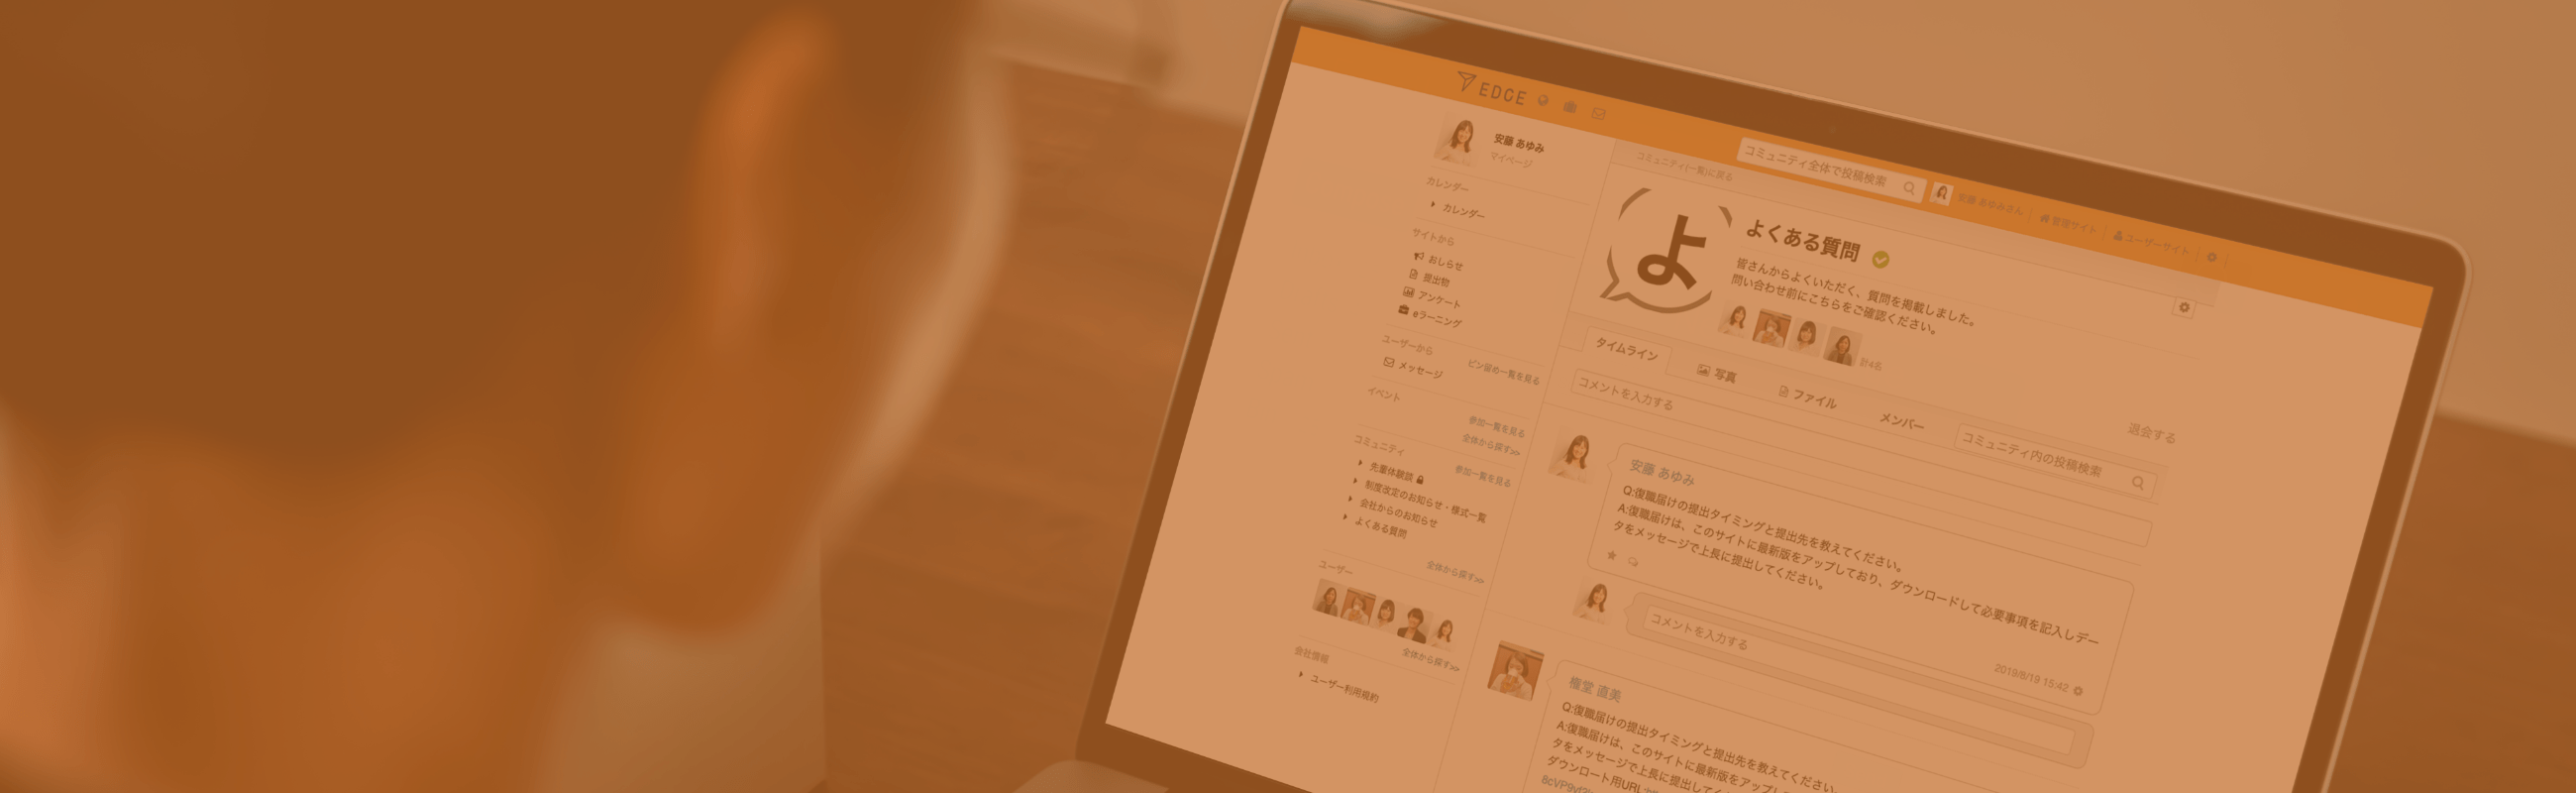 EDGE
コミュニティ全体で投稿検索
安藤 あゆみさん
管理サイト
ユーザーサイト
安藤 あゆみ
マイページ
カレンダー
カレンダー
サイトから
おしらせ
提出物
アンケート
eラーニング
ユーザーから
ピン留め一覧を見る
メッセージ
イベント
参加一覧を見る
全体から探す>>
コミュニティ
参加一覧を見る
先輩体験談
制度改定のお知らせ・様式一覧
会社からのお知らせ
よくある質問
全体から探す>>
ユーザー
全体から探す>>
会社情報
ユーザー利用規約
コミュニティ(一覧)に戻る
よ
よくある質問
皆さんからよくいただく、質問を掲載しました。
問い合わせ前にこちらをご確認ください。
計4名
タイムライン
写真
ファイル
メンバー
コミュニティ内の投稿検索
退会する
コメントを入力する
安藤 あゆみ
Q:復職届けの提出タイミングと提出先を教えてください。
A:復職届けは、このサイトに最新版をアップしており、ダウンロードして必要事項を記入しデー
タをメッセージで上長に提出してください。
2019/8/19 15:42
コメントを入力する
権堂 直美
Q:復職届けの提出タイミングと提出先を教えてください。
A:復職届けは、このサイトに最新版をアップし
タをメッセージで上長に提出してく
ダウンロート用URL